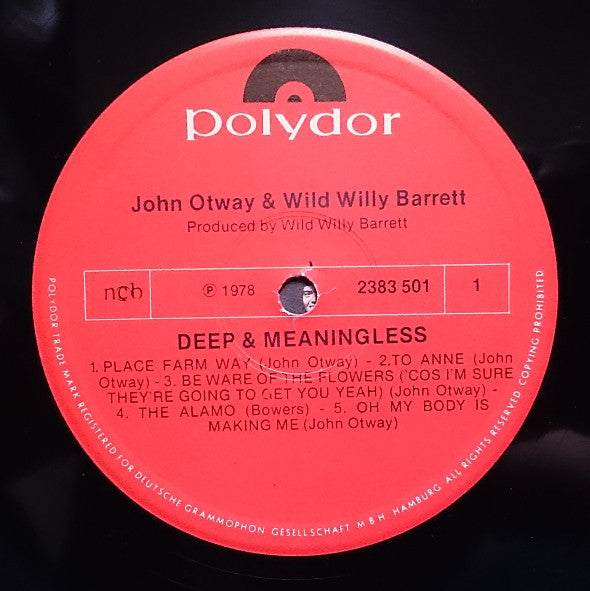 polydor
John Otway & Wild Willy Barrett
Produced by Wild Willy Barrett
ncb ℗ 1978 2383 501 1
DEEP & MEANINGLESS
1. PLACE FARM WAY (John Otway) - 2. TO ANNE (John
Otway) - 3. BE WARE OF THE FLOWERS ('COS I'M SURE
THEY'RE GOING TO GET YOU YEAH) (John Otway) -
4. THE ALAMO (Bowers) - 5. OH MY BODY IS
MAKING ME (John Otway)
POLYDOR TRADE MARK REGISTERED FOR DEUTSCHE GRAMMOPHON GESELLSCHAFT M B H. HAMBURG ALL RIGHTS RESERVED COPYING PROHIBITED